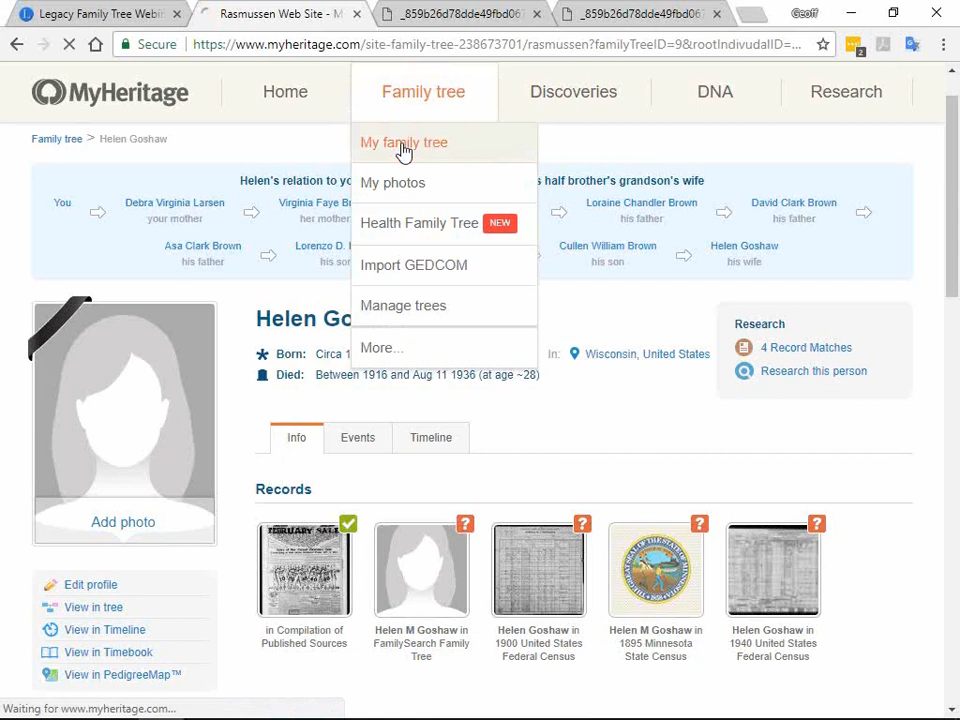 Legacy Family Tree Webin
Rasmussen Web Site - M
_859b26d78dde49fbd067
_859b26d78dde49fbd067
Geoff
Secure
https://www.myheritage.com/site-family-tree-238673701/rasmussen?familyTreeID=9&rootIndivudalID=...
2
MyHeritage
Home
Family tree
Discoveries
DNA
Research
Family tree > Helen Goshaw
My family tree
My photos
Health Family Tree NEW
Import GEDCOM
Manage trees
More...
Helen's relation to yo
s half brother's grandson's wife
You
Debra Virginia Larsen
your mother
Virginia Faye B
her mother
Loraine Chandler Brown
his father
David Clark Brown
his father
Asa Clark Brown
his father
Lorenzo D.
his son
Cullen William Brown
his son
Helen Goshaw
his wife
Helen Go
Born: Circa 1
In: Wisconsin, United States
Died: Between 1916 and Aug 11 1936 (at age ~28)
Research
4 Record Matches
Research this person
Add photo
Info
Events
Timeline
Records
FEBRUARY SALE
in Compilation of
Published Sources
Helen M Goshaw in
FamilySearch Family
Tree
Helen Goshaw in
1900 United States
Federal Census
Helen M Goshaw in
1895 Minnesota
State Census
Helen Goshaw in
1940 United States
Federal Census
Edit profile
View in tree
View in Timeline
View in Timebook
View in PedigreeMap™
Waiting for www.myheritage.com...